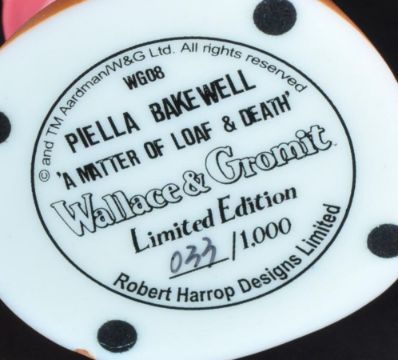 © and TM Aardman/W&G Ltd. All rights reserved
WG08
PIELLA BAKEWELL
'A MATTER OF LOAF & DEATH'
Wallace & Gromit™
Limited Edition
033/1,000
Robert Harrop Designs Limited